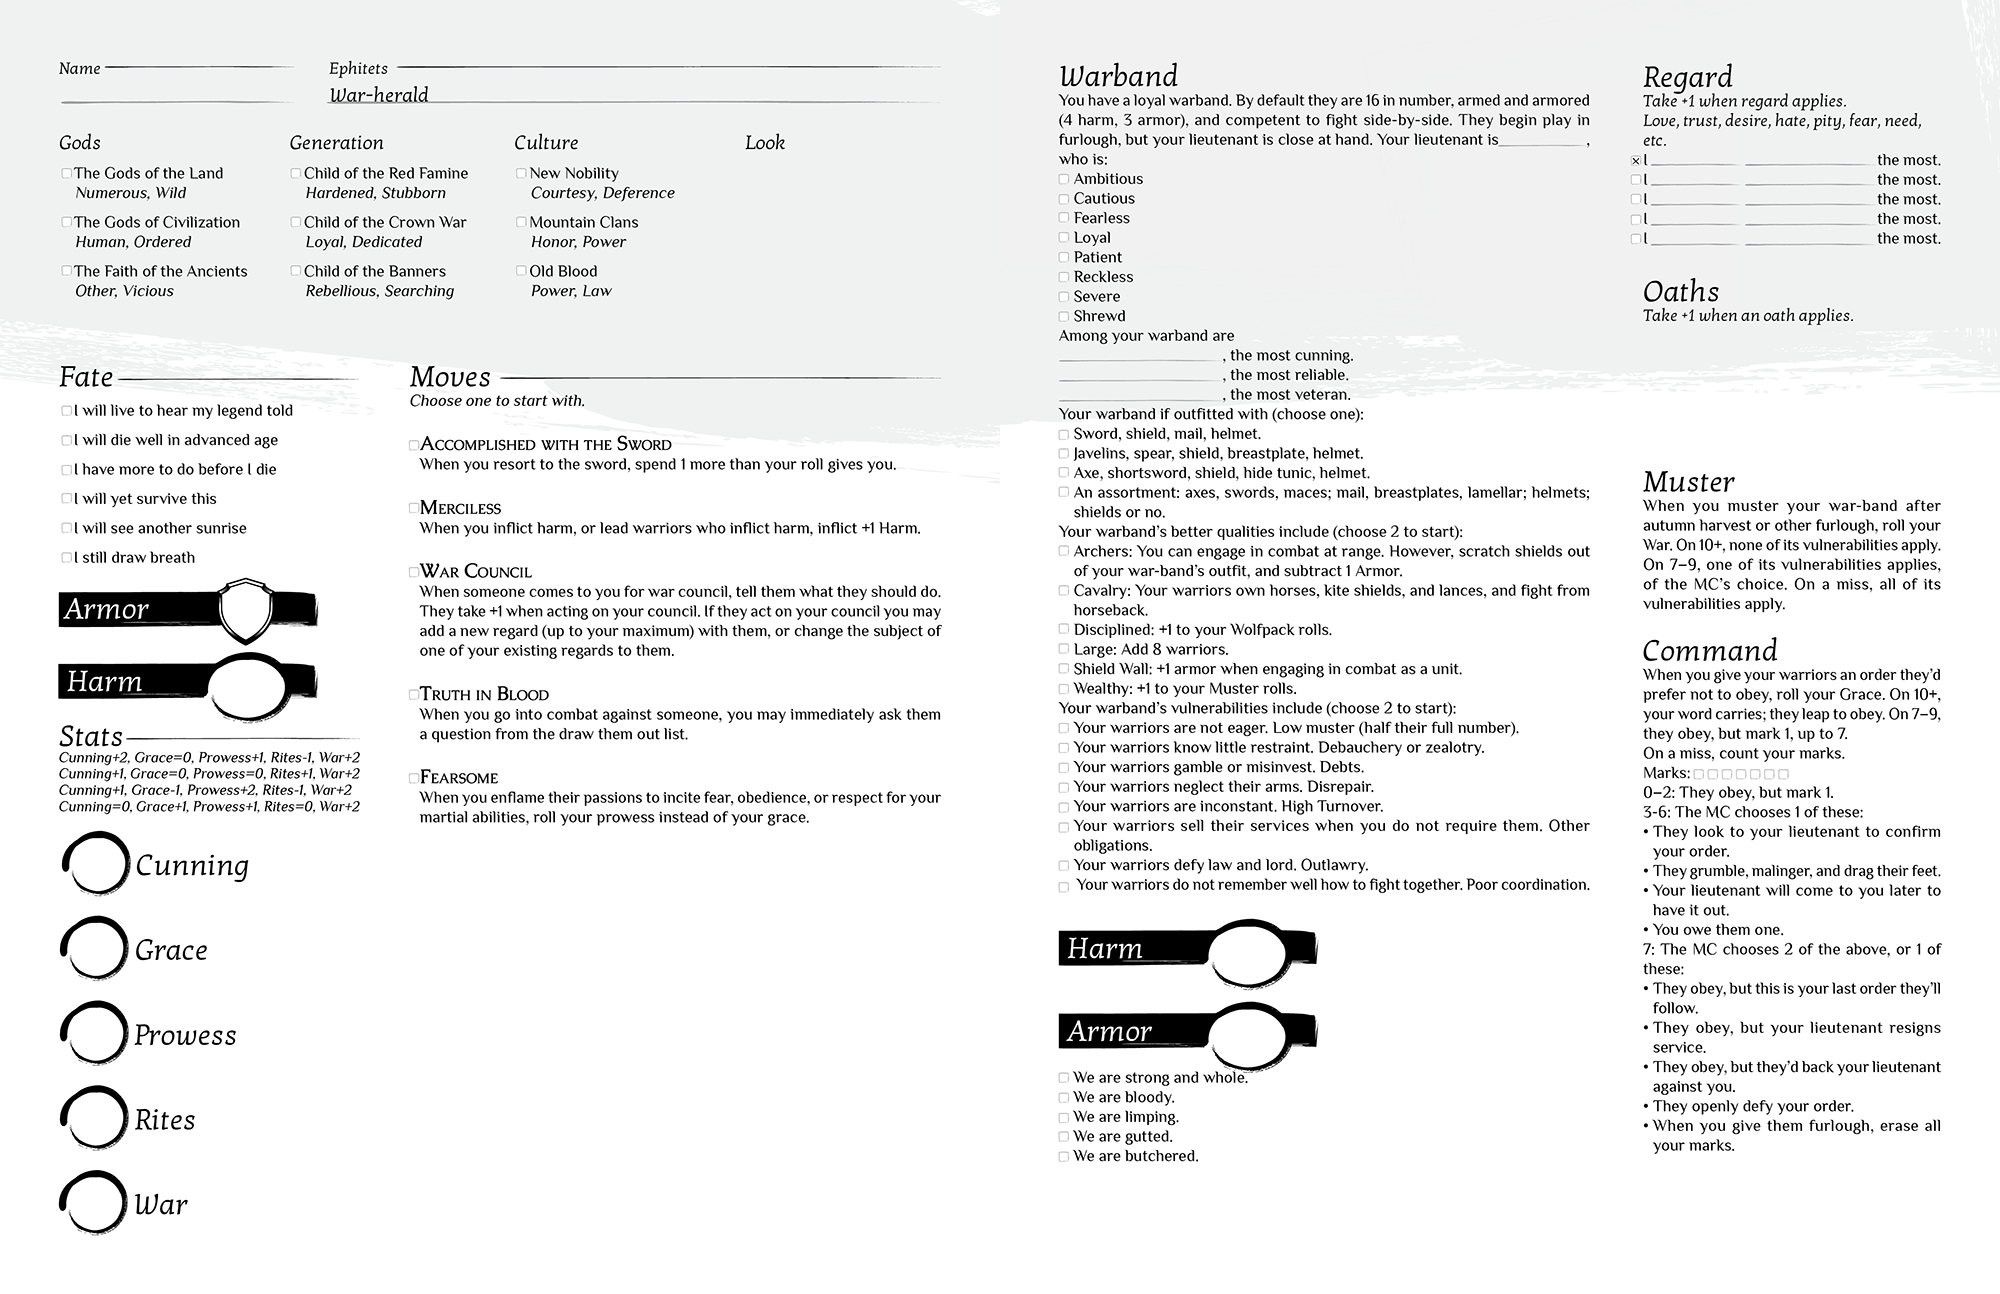 Name
Ephitets
War-herald
Gods
The Gods of the Land
Numerous, Wild
The Gods of Civilization
Human, Ordered
The Faith of the Ancients
Other, Vicious
Generation
Child of the Red Famine
Hardened, Stubborn
Child of the Crown War
Loyal, Dedicated
Child of the Banners
Rebellious, Searching
Culture
New Nobility
Courtesy, Deference
Mountain Clans
Honor, Power
Old Blood
Power, Law
Look
Fate
I will live to hear my legend told
I will die well in advanced age
I have more to do before I die
I will yet survive this
I will see another sunrise
I still draw breath
Armor
Harm
Stats
Cunning+2, Grace=0, Prowess+1, Rites-1, War+2
Cunning+1, Grace=0, Prowess=0, Rites+1, War+2
Cunning+1, Grace-1, Prowess+2, Rites-1, War+2
Cunning=0, Grace+1, Prowess+1, Rites=0, War+2
Cunning
Grace
Prowess
Rites
War
Moves
Choose one to start with.
Accomplished with the Sword
When you resort to the sword, spend 1 more than your roll gives you.
Merciless
When you inflict harm, or lead warriors who inflict harm, inflict +1 Harm.
War Council
When someone comes to you for war council, tell them what they should do.
They take +1 when acting on your council. If they act on your council you may
add a new regard (up to your maximum) with them, or change the subject of
one of your existing regards to them.
Truth in Blood
When you go into combat against someone, you may immediately ask them
a question from the draw them out list.
Fearsome
When you enflame their passions to incite fear, obedience, or respect for your
martial abilities, roll your prowess instead of your grace.
Warband
You have a loyal warband. By default they are 16 in number, armed and armored
(4 harm, 3 armor), and competent to fight side-by-side. They begin play in
furlough, but your lieutenant is close at hand. Your lieutenant is__________,
who is:
Ambitious
Cautious
Fearless
Loyal
Patient
Reckless
Severe
Shrewd
Among your warband are
____________________, the most cunning.
____________________, the most reliable.
____________________, the most veteran.
Your warband if outfitted with (choose one):
Sword, shield, mail, helmet.
Javelins, spear, shield, breastplate, helmet.
Axe, shortsword, shield, hide tunic, helmet.
An assortment: axes, swords, maces; mail, breastplates, lamellar; helmets;
shields or no.
Your warband's better qualities include (choose 2 to start):
Archers: You can engage in combat at range. However, scratch shields out
of your war-band's outfit, and subtract 1 Armor.
Cavalry: Your warriors own horses, kite shields, and lances, and fight from
horseback.
Disciplined: +1 to your Wolfpack rolls.
Large: Add 8 warriors.
Shield Wall: +1 armor when engaging in combat as a unit.
Wealthy: +1 to your Muster rolls.
Your warband's vulnerabilities include (choose 2 to start):
Your warriors are not eager. Low muster (half their full number).
Your warriors know little restraint. Debauchery or zealotry.
Your warriors gamble or misinvest. Debts.
Your warriors neglect their arms. Disrepair.
Your warriors are inconstant. High Turnover.
Your warriors sell their services when you do not require them. Other
obligations.
Your warriors defy law and lord. Outlawry.
Your warriors do not remember well how to fight together. Poor coordination.
Harm
Armor
We are strong and whole.
We are bloody.
We are limping.
We are gutted.
We are butchered.
Regard
Take +1 when regard applies.
Love, trust, desire, hate, pity, fear, need,
etc.
I __________ __________ the most.
I __________ __________ the most.
I __________ __________ the most.
I __________ __________ the most.
I __________ __________ the most.
Oaths
Take +1 when an oath applies.
Muster
When you muster your war-band after
autumn harvest or other furlough, roll your
War. On 10+, none of its vulnerabilities apply.
On 7–9, one of its vulnerabilities applies,
of the MC's choice. On a miss, all of its
vulnerabilities apply.
Command
When you give your warriors an order they'd
prefer not to obey, roll your Grace. On 10+,
your word carries; they leap to obey. On 7–9,
they obey, but mark 1, up to 7.
On a miss, count your marks.
Marks:
0–2: They obey, but mark 1.
3-6: The MC chooses 1 of these:
• They look to your lieutenant to confirm
your order.
• They grumble, malinger, and drag their feet.
• Your lieutenant will come to you later to
have it out.
• You owe them one.
7: The MC chooses 2 of the above, or 1 of
these:
• They obey, but this is your last order they'll
follow.
• They obey, but your lieutenant resigns
service.
• They obey, but they'd back your lieutenant
against you.
• They openly defy your order.
• When you give them furlough, erase all
your marks.